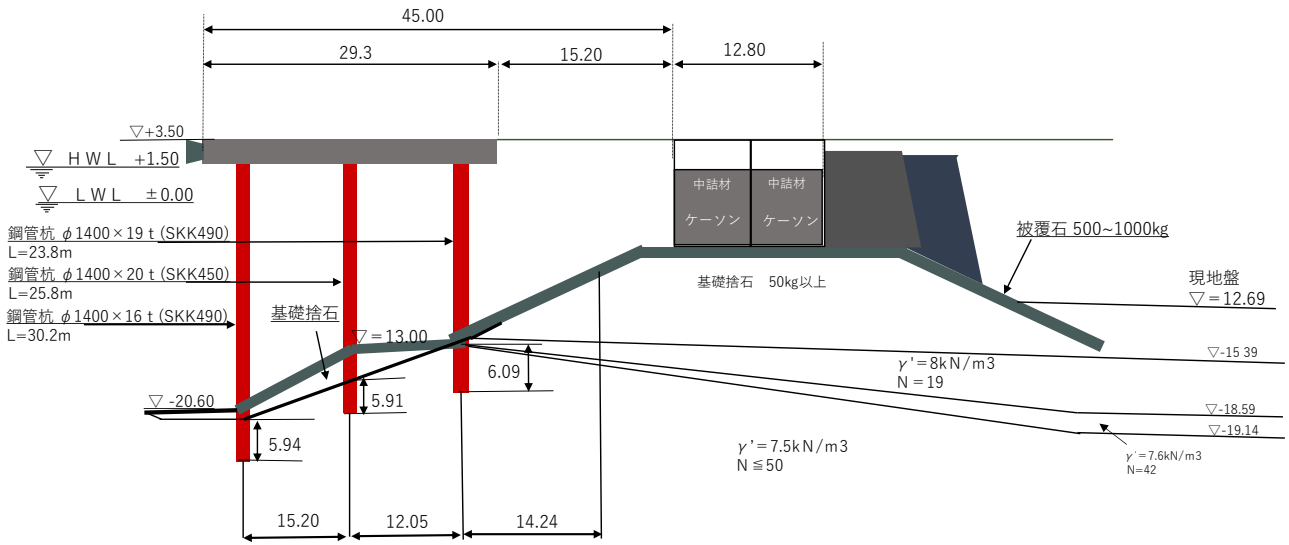 45.00
29.3
15.20
12.80
▽+3.50
▽ HWL +1.50
▽ LWL ±0.00
中詰材
中詰材
ケーソン
ケーソン
鋼管杭 φ1400×19 t (SKK490)
L=23.8m
鋼管杭 φ1400×20 t (SKK450)
L=25.8m
鋼管杭 φ1400×16 t (SKK490)
L=30.2m
被覆石 500~1000kg
基礎捨石 50kg以上
現地盤
▽=12.69
基礎捨石
▽=13.00
▽-15 39
γ'=8kN/m3
N=19
6.09
▽ -20.60
5.91
▽-18.59
▽-19.14
5.94
γ'=7.5kN/m3
N≦50
γ'=7.6kN/m3
N=42
15.20
12.05
14.24